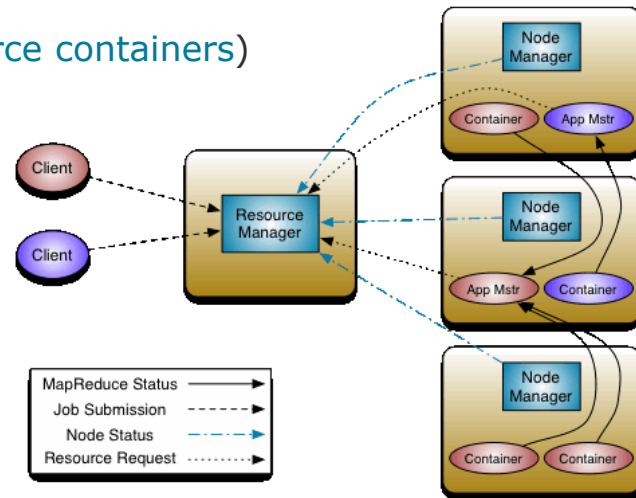 rce containers)
Node
Manager
Container
App Mstr
Client
Client
Resource
Manager
Node
Manager
App Mstr
Container
Node
Manager
Container
Container
MapReduce Status
Job Submission
Node Status
Resource Request